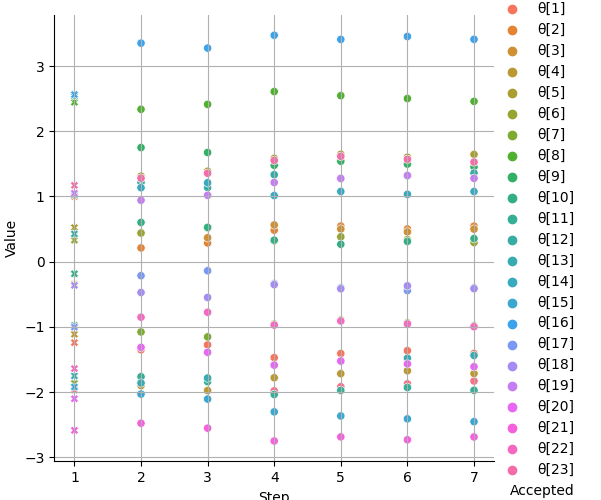 3
2
1
0
−1
−2
−3
Value
1 2 3 4 5 6 7
Step
θ[1]
θ[2]
θ[3]
θ[4]
θ[5]
θ[6]
θ[7]
θ[8]
θ[9]
θ[10]
θ[11]
θ[12]
θ[13]
θ[14]
θ[15]
θ[16]
θ[17]
θ[18]
θ[19]
θ[20]
θ[21]
θ[22]
θ[23]
Accepted